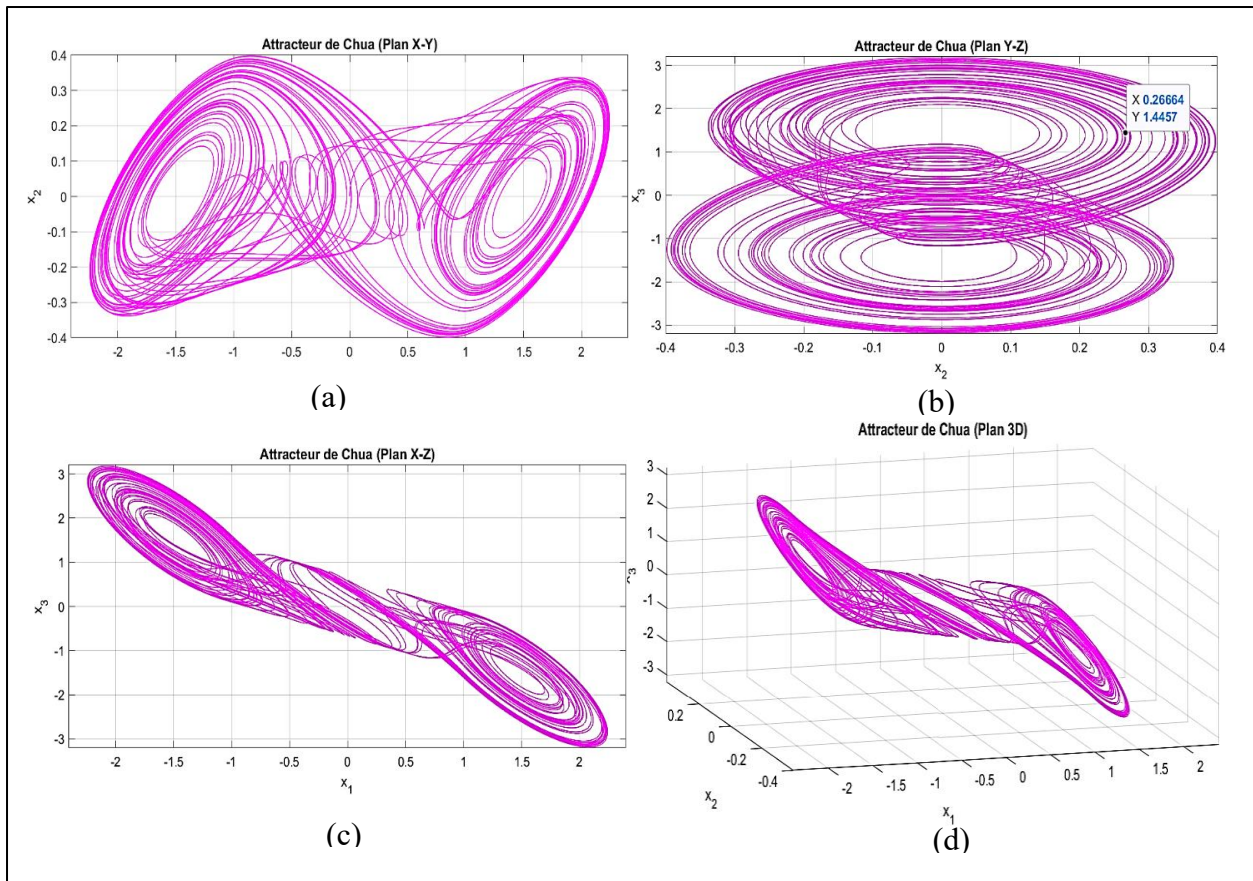 Attracteur de Chua (Plan X-Y)
0.4
0.3
0.2
0.1
0
-0.1
-0.2
-0.3
-0.4
x2
-2 -1.5 -1 -0.5 0 0.5 1 1.5 2
x1
(a)
Attracteur de Chua (Plan Y-Z)
3
2
1
0
-1
-2
-3
x3
X 0.26664
Y 1.4457
-0.4 -0.3 -0.2 -0.1 0 0.1 0.2 0.3 0.4
x2
(b)
Attracteur de Chua (Plan X-Z)
3
2
1
0
-1
-2
-3
x3
-2 -1.5 -1 -0.5 0 0.5 1 1.5 2
x1
(c)
Attracteur de Chua (Plan 3D)
3
2
1
0
-1
-2
-3
0.2
0
-0.2
-0.4
x2
-2 -1.5 -1 -0.5 0 0.5 1 1.5 2
x1
(d)